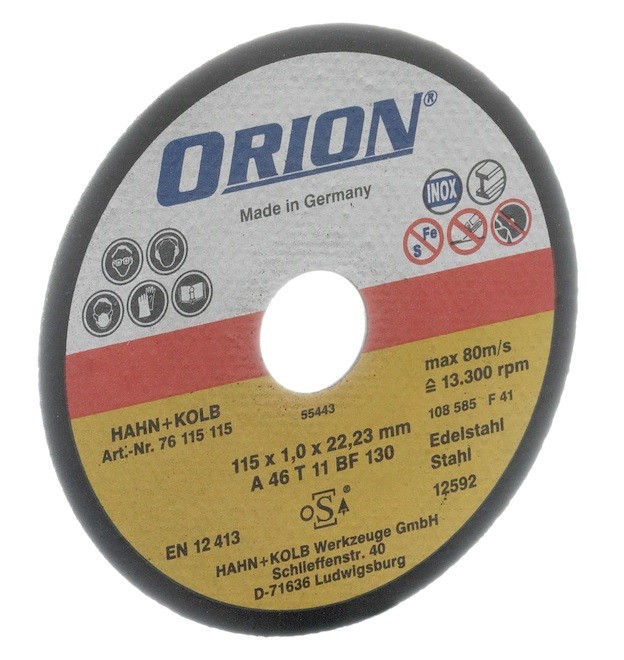 ORION®
Made in Germany
INOX
Fe
S
max 80m/s
≙ 13.300 rpm
55443
108 585 F 41
HAHN+KOLB
Art.-Nr. 76 115 115
115 x 1,0 x 22,23 mm
A 46 T 11 BF 130
Edelstahl
Stahl
12592
oSA®
EN 12 413
HAHN+KOLB Werkzeuge GmbH
Schlieffenstr. 40
D-71636 Ludwigsburg